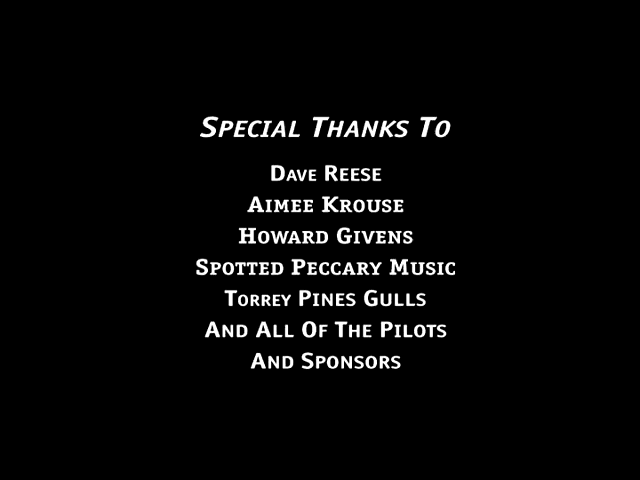 Special Thanks To
Dave Reese
Aimee Krouse
Howard Givens
Spotted Peccary Music
Torrey Pines Gulls
And All Of The Pilots
And Sponsors